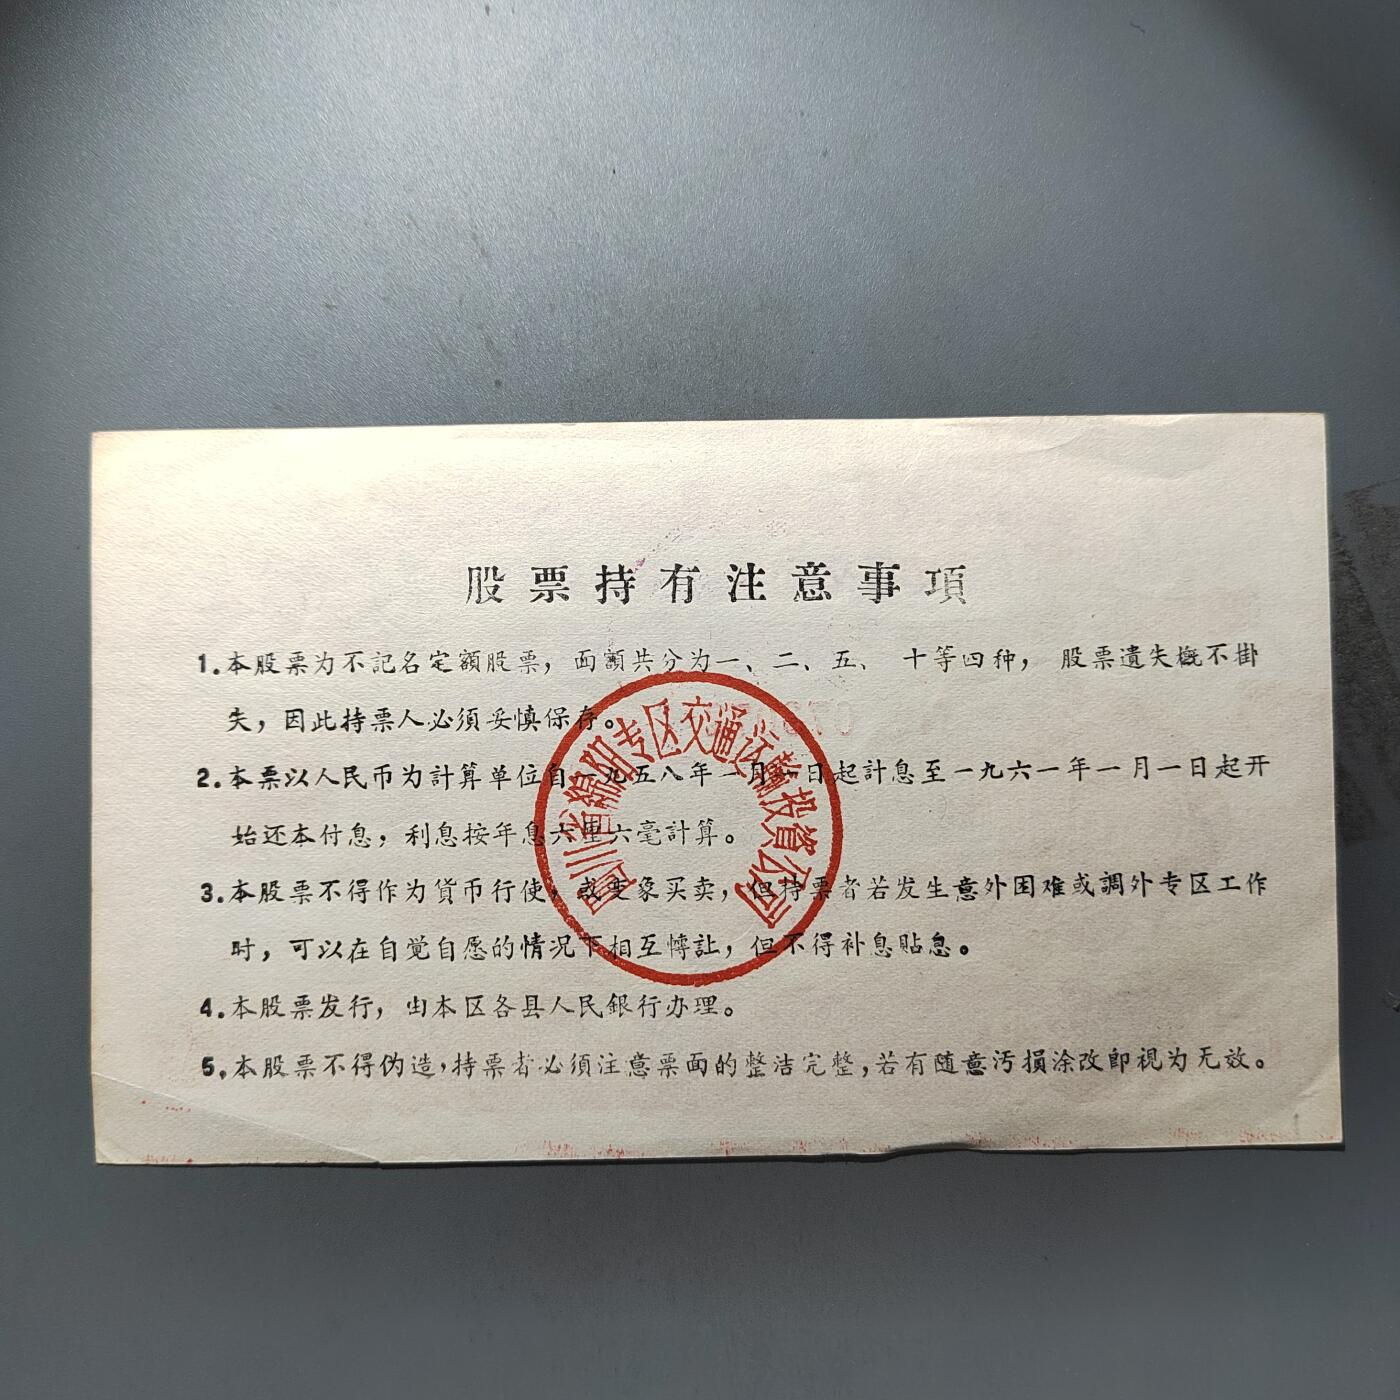 股票持有注意事項
1.本股票为不記名定額股票，面額共分为一、二、五、十等四种，股票遺失概不掛
失，因此持票人必須妥慎保存。
2.本票以人民币为計算单位自一九五八年一月一日起計息至一九六一年一月一日起开
始还本付息，利息按年息六厘六毫計算。
3.本股票不得作为貨币行使，或变象买卖，但持票者若发生意外困难或調外专区工作
时，可以在自覚自愿的情况下相互轉訨，但不得补息貼息。
4.本股票发行，由本区各县人民銀行办理。
5.本股票不得伪造，持票者必須注意票面的整洁完整，若有随意污損涂改即視为无效。
四川省綿阳专区交通运輸投資公司